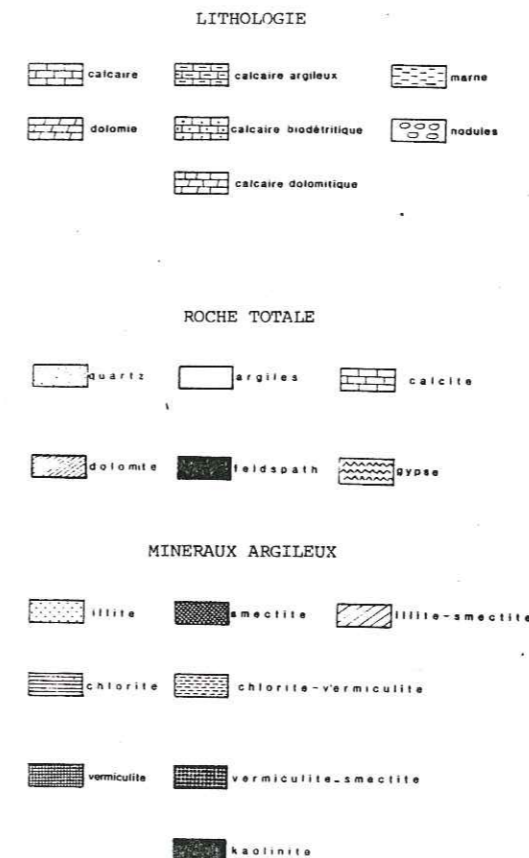 LITHOLOGIE
calcaire calcaire argileux marne
dolomie calcaire biodétritique nodules
calcaire dolomitique
ROCHE TOTALE
quartz argiles calcite
dolomite feldspath gypse
MINERAUX ARGILEUX
illite smectite illite-smectite
chlorite chlorite-vermiculite
vermiculite vermiculite-smectite
kaolinite